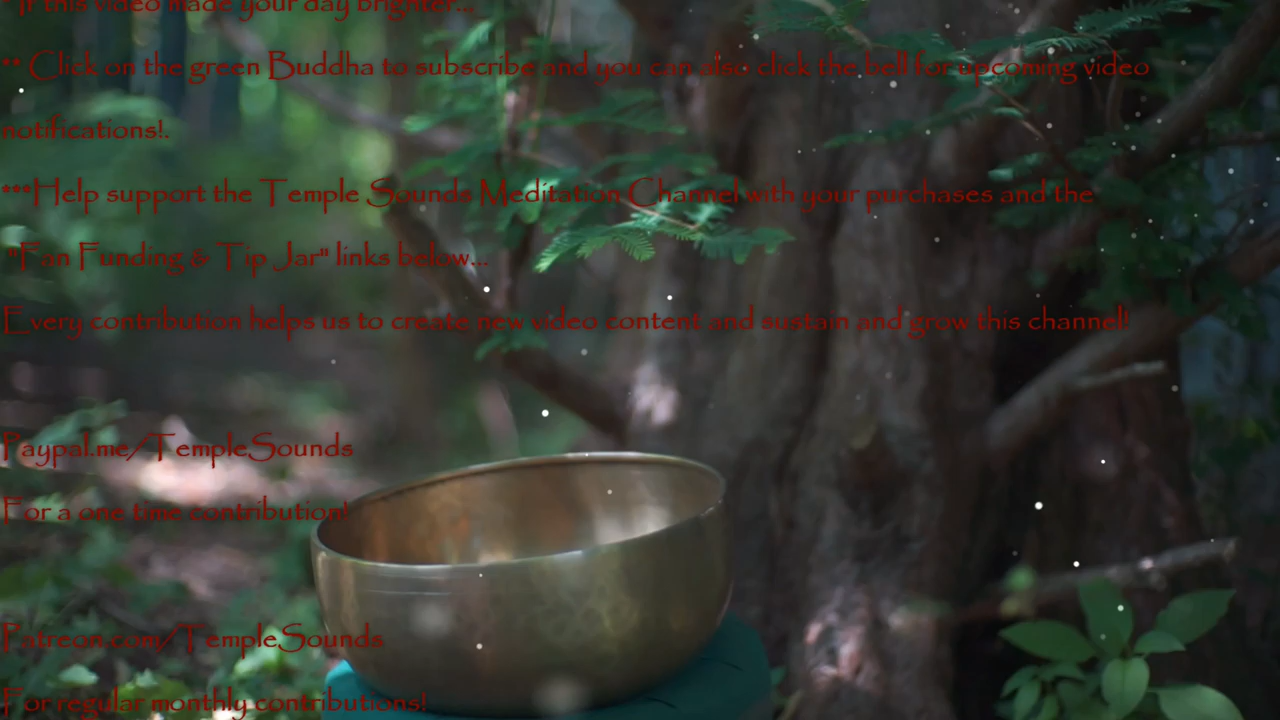 *If this video made your day brighter...
** Click on the green Buddha to subscribe and you can also click the bell for upcoming video
notifications!.
***Help support the Temple Sounds Meditation Channel with your purchases and the
"Fan Funding & Tip Jar" links below...
Every contribution helps us to create new video content and sustain and grow this channel!
Paypal.me/TempleSounds
For a one time contribution!
Patreon.com/TempleSounds
For regular monthly contributions!